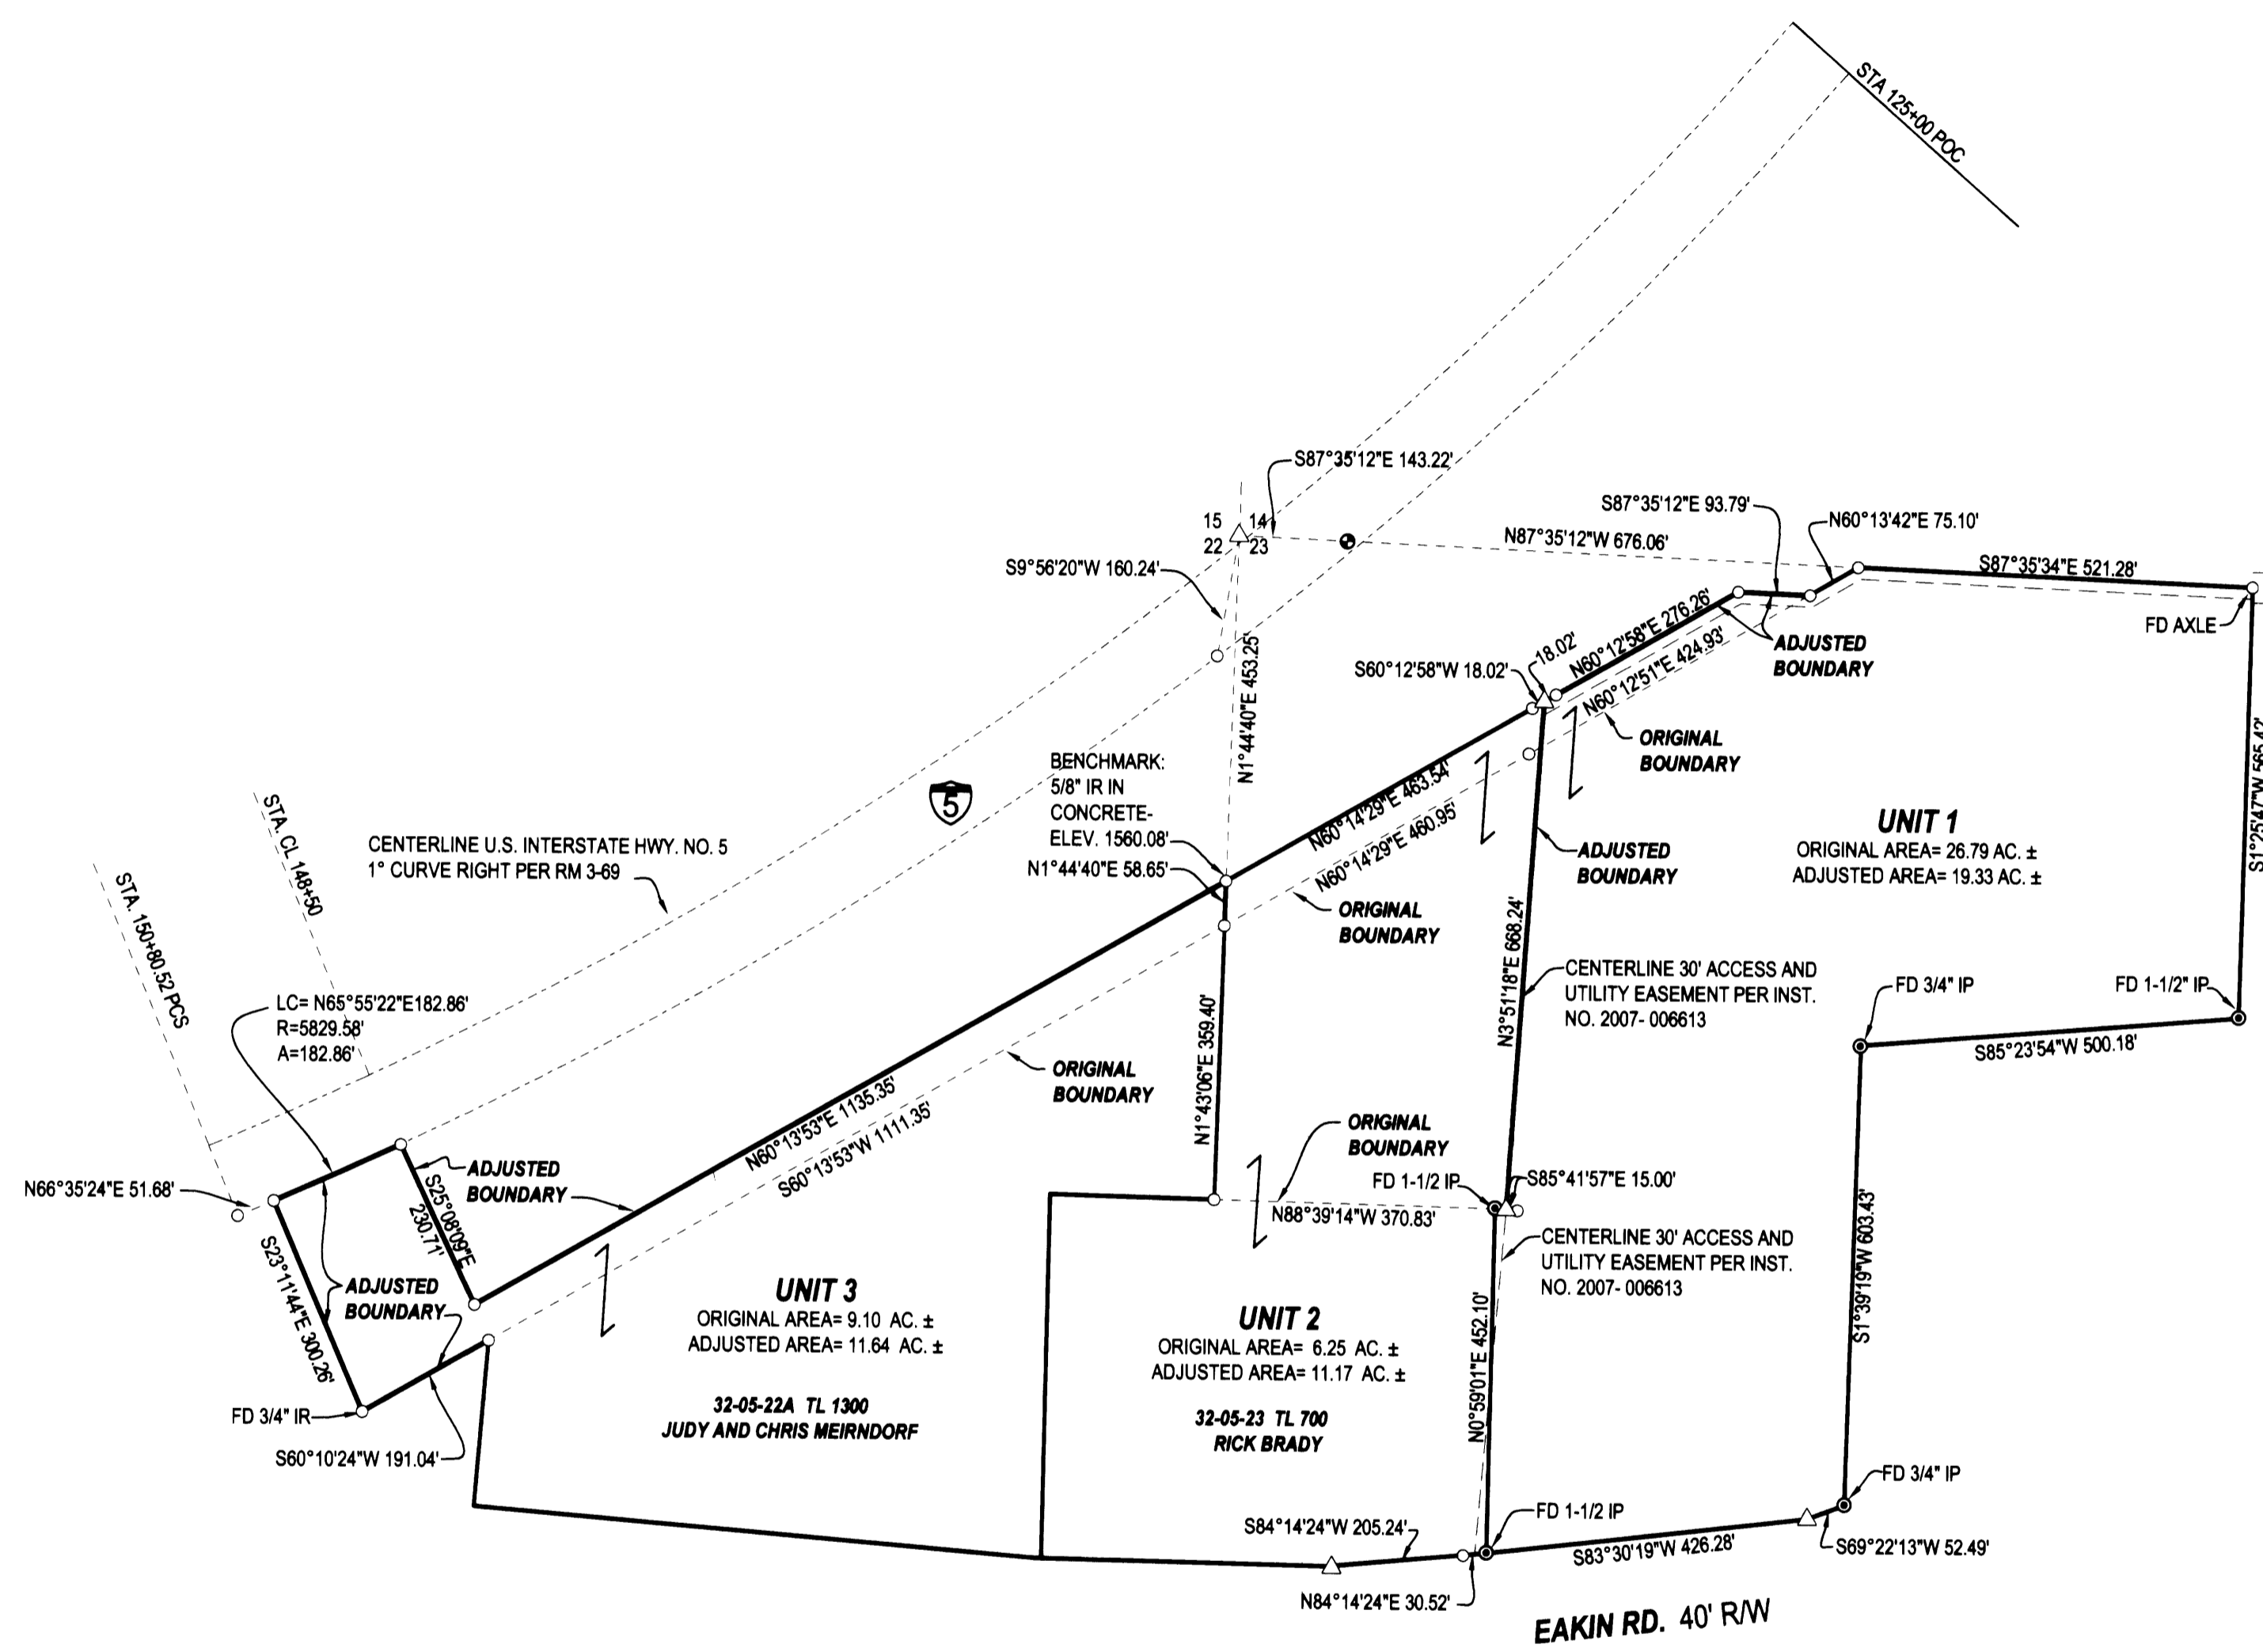 STA 125+00 POC
S87°35'12"E 143.22'
15 14
22 23
S9°56'20"W 160.24'
N1°44'40"E 453.25'
S87°35'12"E 93.79'
N87°35'12"W 676.06'
N60°13'42"E 75.10'
S87°35'34"E 521.28'
FD AXLE
S1°25'47"W 565.42'
ADJUSTED
BOUNDARY
18.02'
N60°12'58"E 276.26'
N60°12'51"E 424.93'
S60°12'58"W 18.02'
ORIGINAL
BOUNDARY
BENCHMARK:
5/8" IR IN
CONCRETE-
ELEV. 1560.08'
N1°44'40"E 58.65'
N60°14'29"E 463.54'
N60°14'29"E 460.95'
ORIGINAL
BOUNDARY
ADJUSTED
BOUNDARY
UNIT 1
ORIGINAL AREA= 26.79 AC. ±
ADJUSTED AREA= 19.33 AC. ±
5
CENTERLINE U.S. INTERSTATE HWY. NO. 5
1° CURVE RIGHT PER RM 3-69
STA. CL 148+50
STA. 150+80.52 PCS
LC= N65°55'22"E182.86'
R=5829.58'
A=182.86'
N3°51'18"E 668.24'
CENTERLINE 30' ACCESS AND
UTILITY EASEMENT PER INST.
NO. 2007- 006613
FD 3/4" IP
FD 1-1/2" IP
S85°23'54"W 500.18'
N1°43'06"E 359.40'
ORIGINAL
BOUNDARY
N60°13'53"E 1135.35'
S60°13'53"W 1111.35'
ORIGINAL
BOUNDARY
FD 1-1/2 IP
S85°41'57"E 15.00'
N88°39'14"W 370.83'
CENTERLINE 30' ACCESS AND
UTILITY EASEMENT PER INST.
NO. 2007- 006613
ADJUSTED
BOUNDARY
N66°35'24"E 51.68'
S25°08'09"E
230.71'
S23°11'44"E 300.26'
ADJUSTED
BOUNDARY
FD 3/4" IR
S60°10'24"W 191.04'
UNIT 3
ORIGINAL AREA= 9.10 AC. ±
ADJUSTED AREA= 11.64 AC. ±
32-05-22A TL 1300
JUDY AND CHRIS MEIRNDORF
UNIT 2
ORIGINAL AREA= 6.25 AC. ±
ADJUSTED AREA= 11.17 AC. ±
32-05-23 TL 700
RICK BRADY
N0°59'01"E 452.10'
S1°39'19"W 603.43'
FD 3/4" IP
FD 1-1/2 IP
S84°14'24"W 205.24'
S83°30'19"W 426.28'
S69°22'13"W 52.49'
N84°14'24"E 30.52'
EAKIN RD. 40' R/W